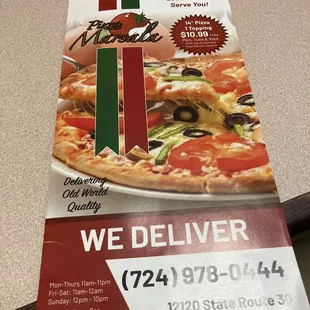 Serve You!
Pizza
Marsala
14" Pizza
1 Topping
$10.99
Delivering
Old World
Quality
WE DELIVER
(724) 978-0444
Mon-Thurs 11am-11pm
Fri-Sat: 11am-12am
Sunday: 12pm - 10pm
12120 State Route 30